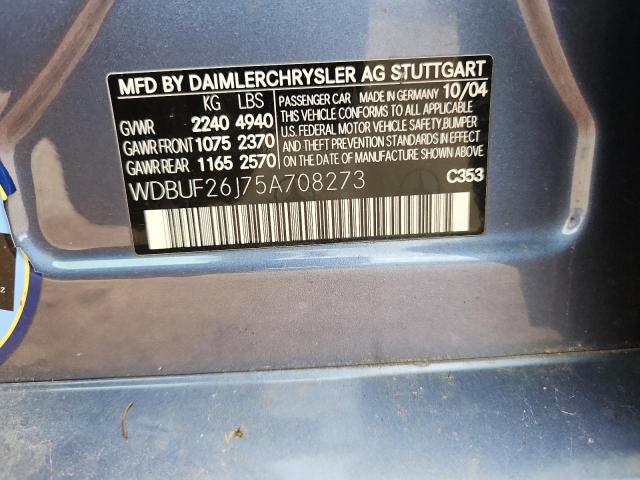 MFD BY DAIMLERCHRYSLER AG STUTTGART
KG LBS
GVWR 2240 4940
GAWR FRONT 1075 2370
GAWR REAR 1165 2570
PASSENGER CAR MADE IN GERMANY 10/04
THIS VEHICLE CONFORMS TO ALL APPLICABLE
U.S. FEDERAL MOTOR VEHICLE SAFETY, BUMPER
AND THEFT PREVENTION STANDARDS IN EFFECT
ON THE DATE OF MANUFACTURE SHOWN ABOVE.
WDBUF26J75A708273
C353
z